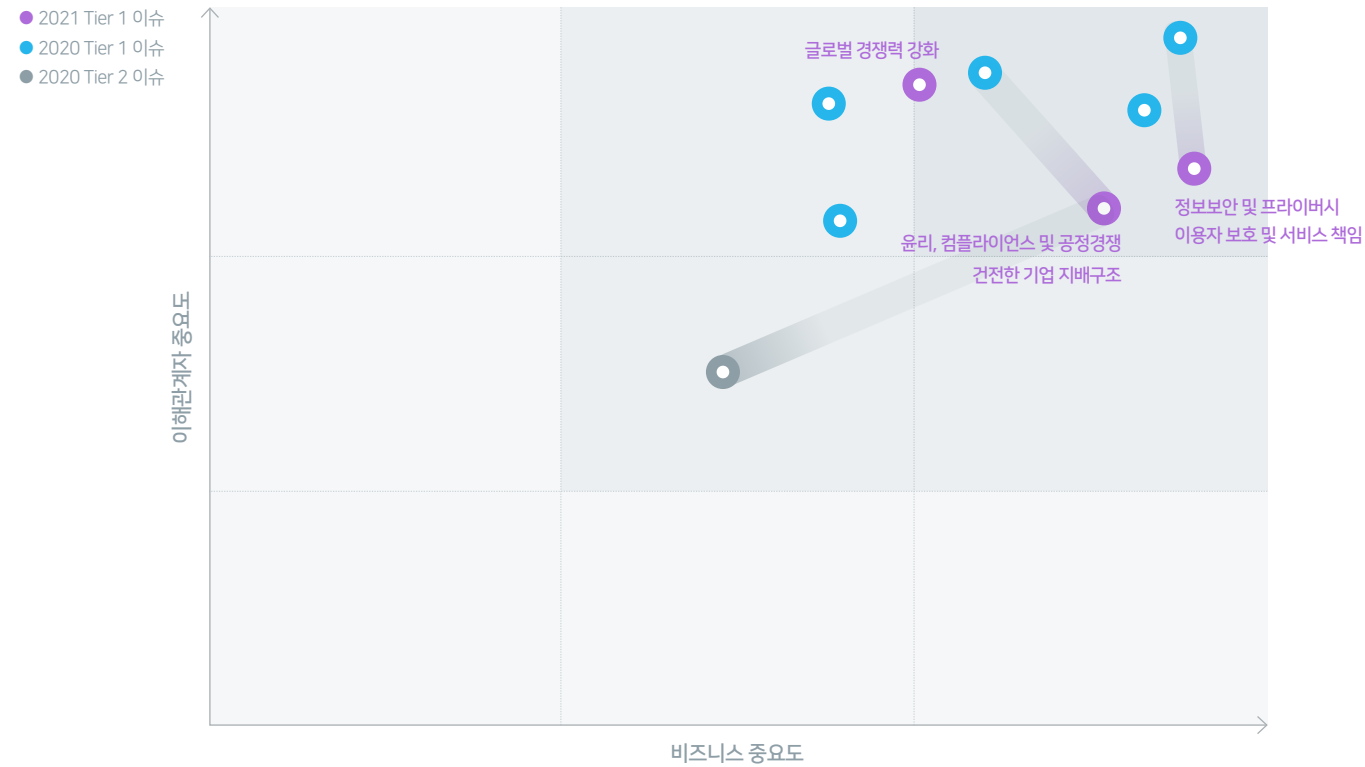 2021 Tier 1 이슈
2020 Tier 1 이슈
2020 Tier 2 이슈
글로벌 경쟁력 강화
정보보안 및 프라이버시
이용자 보호 및 서비스 책임
윤리, 컴플라이언스 및 공정경쟁
건전한 기업 지배구조
이해관계자 중요도
비즈니스 중요도